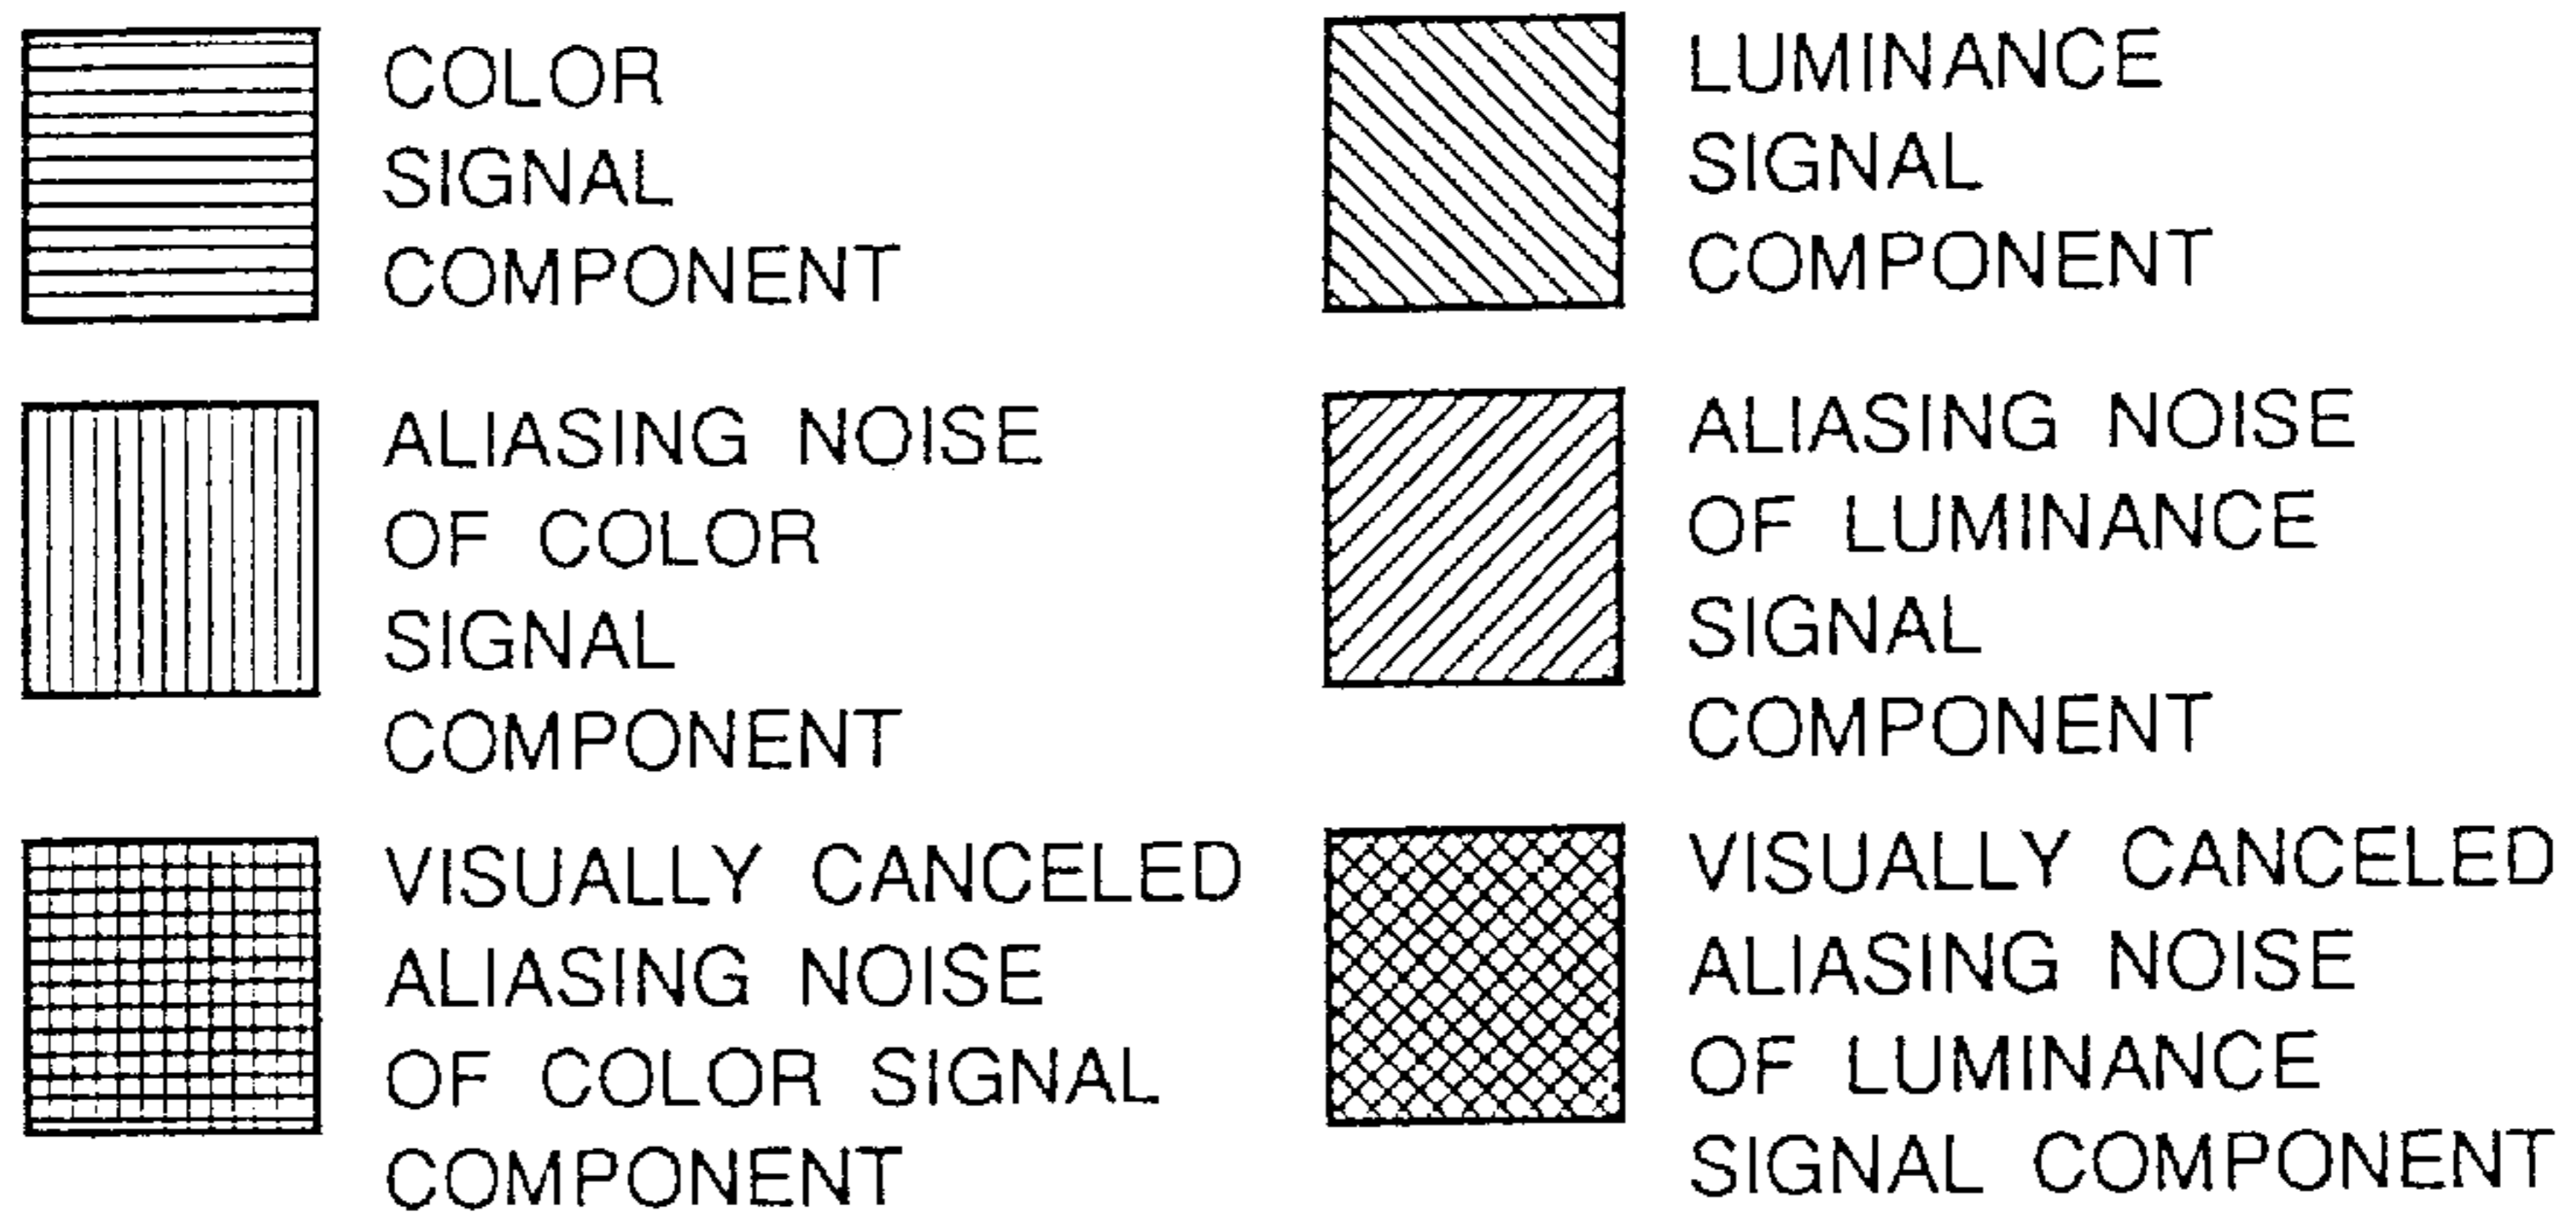 COLOR
SIGNAL
COMPONENT
LUMINANCE
SIGNAL
COMPONENT
ALIASING NOISE
OF COLOR
SIGNAL
COMPONENT
ALIASING NOISE
OF LUMINANCE
SIGNAL
COMPONENT
VISUALLY CANCELED
ALIASING NOISE
OF COLOR SIGNAL
COMPONENT
VISUALLY CANCELED
ALIASING NOISE
OF LUMINANCE
SIGNAL COMPONENT